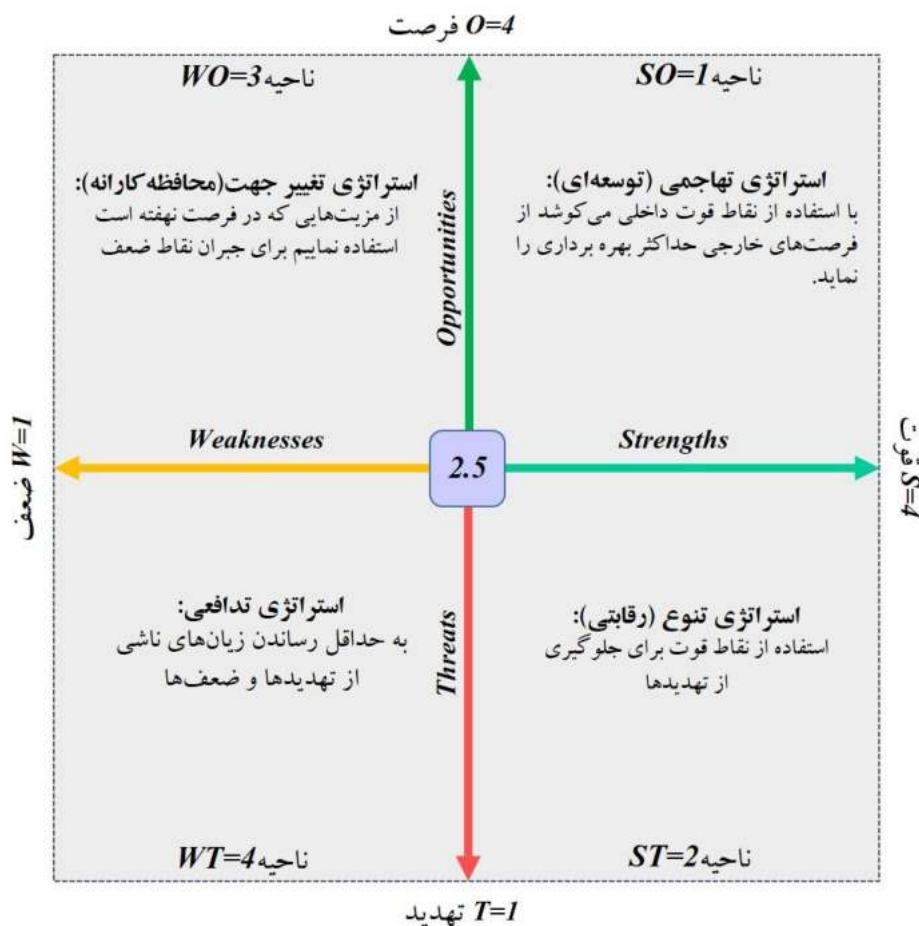 فرصت O=4
ناحیه WO=3
ناحیه SO=1
استراتژی تغییر جهت(محافظه‌کارانه):
از مزیت‌هایی که در فرصت نهفته است
استفاده نماییم برای جبران نقاط ضعف
استراتژی تهاجمی (توسعه‌ای):
با استفاده از نقاط قوت داخلی می‌کوشد از
فرصت‌های خارجی حداکثر بهره برداری را
نماید.
Opportunities
ضعف W=1
Weaknesses
2.5
Strengths
قوت S=4
Threats
استراتژی تدافعی:
به حداقل رساندن زیان‌های ناشی
از تهدیدها و ضعف‌ها
استراتژی تنوع (رقابتی):
استفاده از نقاط قوت برای جلوگیری
از تهدیدها
ناحیه WT=4
ناحیه ST=2
تهدید T=1